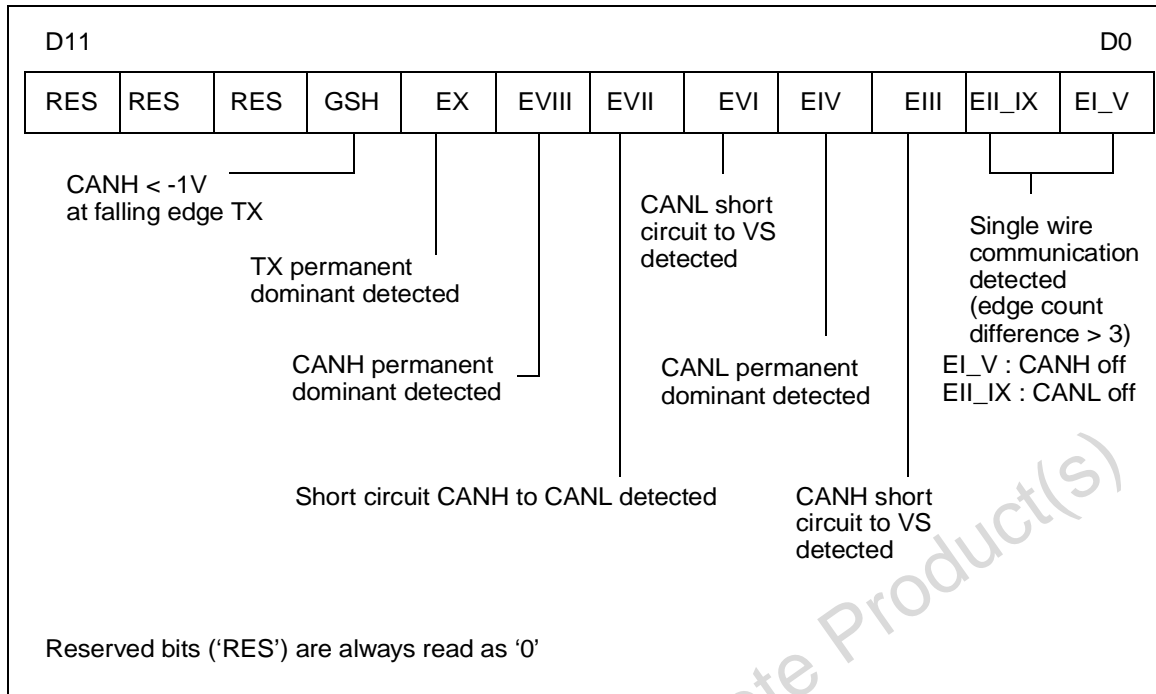 D11 D0
RES RES RES GSH EX EVIII EVII EVI EIV EIII EII_IX EI_V
CANH < -1V
at falling edge TX
TX permanent
dominant detected
CANH permanent
dominant detected
Short circuit CANH to CANL detected
CANL short
circuit to VS
detected
CANL permanent
dominant detected
CANH short
circuit to VS
detected
Single wire
communication
detected
(edge count
difference > 3)
EI_V : CANH off
EII_IX : CANL off
Reserved bits (‘RES’) are always read as ‘0’
Product(s)